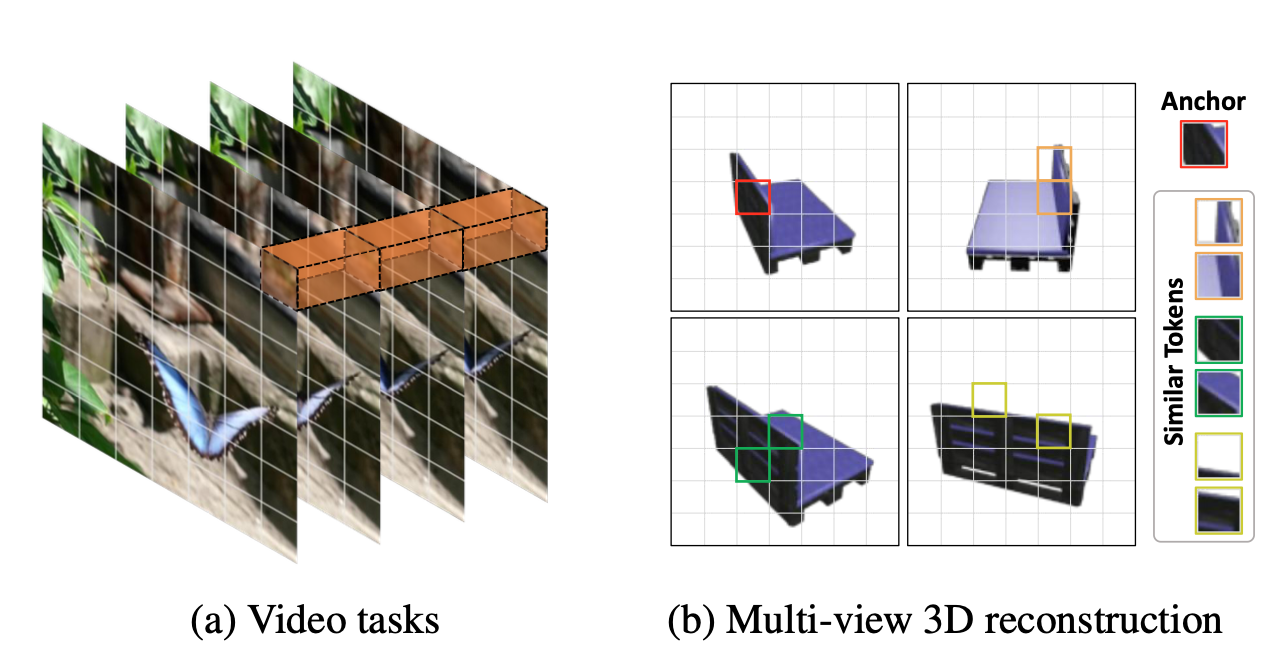 Anchor
Similar Tokens
(a) Video tasks
(b) Multi-view 3D reconstruction